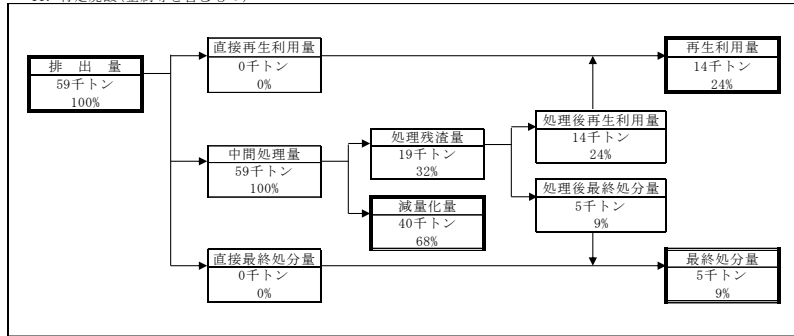 排 出 量
59千トン
100%
直接再生利用量
0千トン
0%
中間処理量
59千トン
100%
直接最終処分量
0千トン
0%
処理残渣量
19千トン
32%
減量化量
40千トン
68%
処理後再生利用量
14千トン
24%
処理後最終処分量
5千トン
9%
再生利用量
14千トン
24%
最終処分量
5千トン
9%